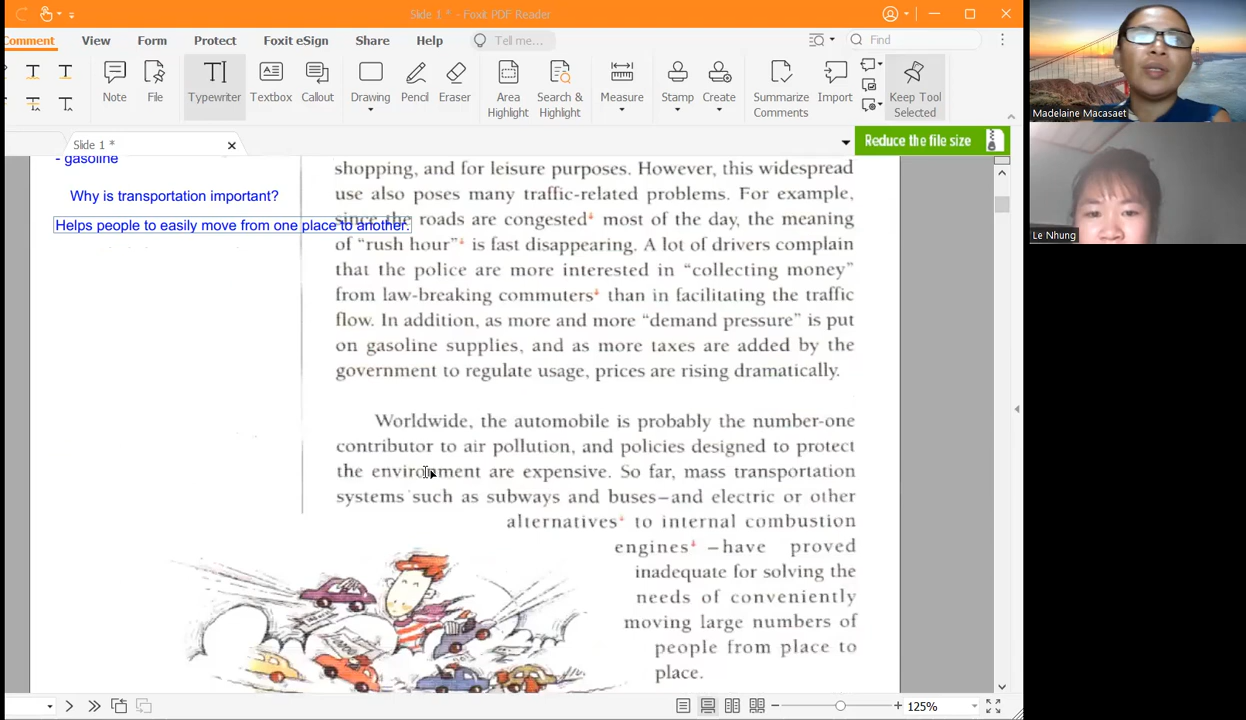 Slide 1 * - Foxit PDF Reader
Comment View Form Protect Foxit eSign Share Help Tell me... Find
Note File Typewriter Textbox Callout Drawing Pencil Eraser Area Highlight Search & Highlight Measure Stamp Create Summarize Comments Import Keep Tool Selected
Slide 1 *
Reduce the file size
- gasoline
Why is transportation important?
Helps people to easily move from one place to another.
shopping, and for leisure purposes. However, this widespread
use also poses many traffic-related problems. For example,
since the roads are congested most of the day, the meaning
of “rush hour” is fast disappearing. A lot of drivers complain
that the police are more interested in “collecting money”
from law-breaking commuters than in facilitating the traffic
flow. In addition, as more and more “demand pressure” is put
on gasoline supplies, and as more taxes are added by the
government to regulate usage, prices are rising dramatically.
Worldwide, the automobile is probably the number-one
contributor to air pollution, and policies designed to protect
the environment are expensive. So far, mass transportation
systems such as subways and buses–and electric or other
alternatives to internal combustion
engines –have proved
inadequate for solving the
needs of conveniently
moving large numbers of
people from place to
place.
125%
Madelaine Macasaet
Le Nhung